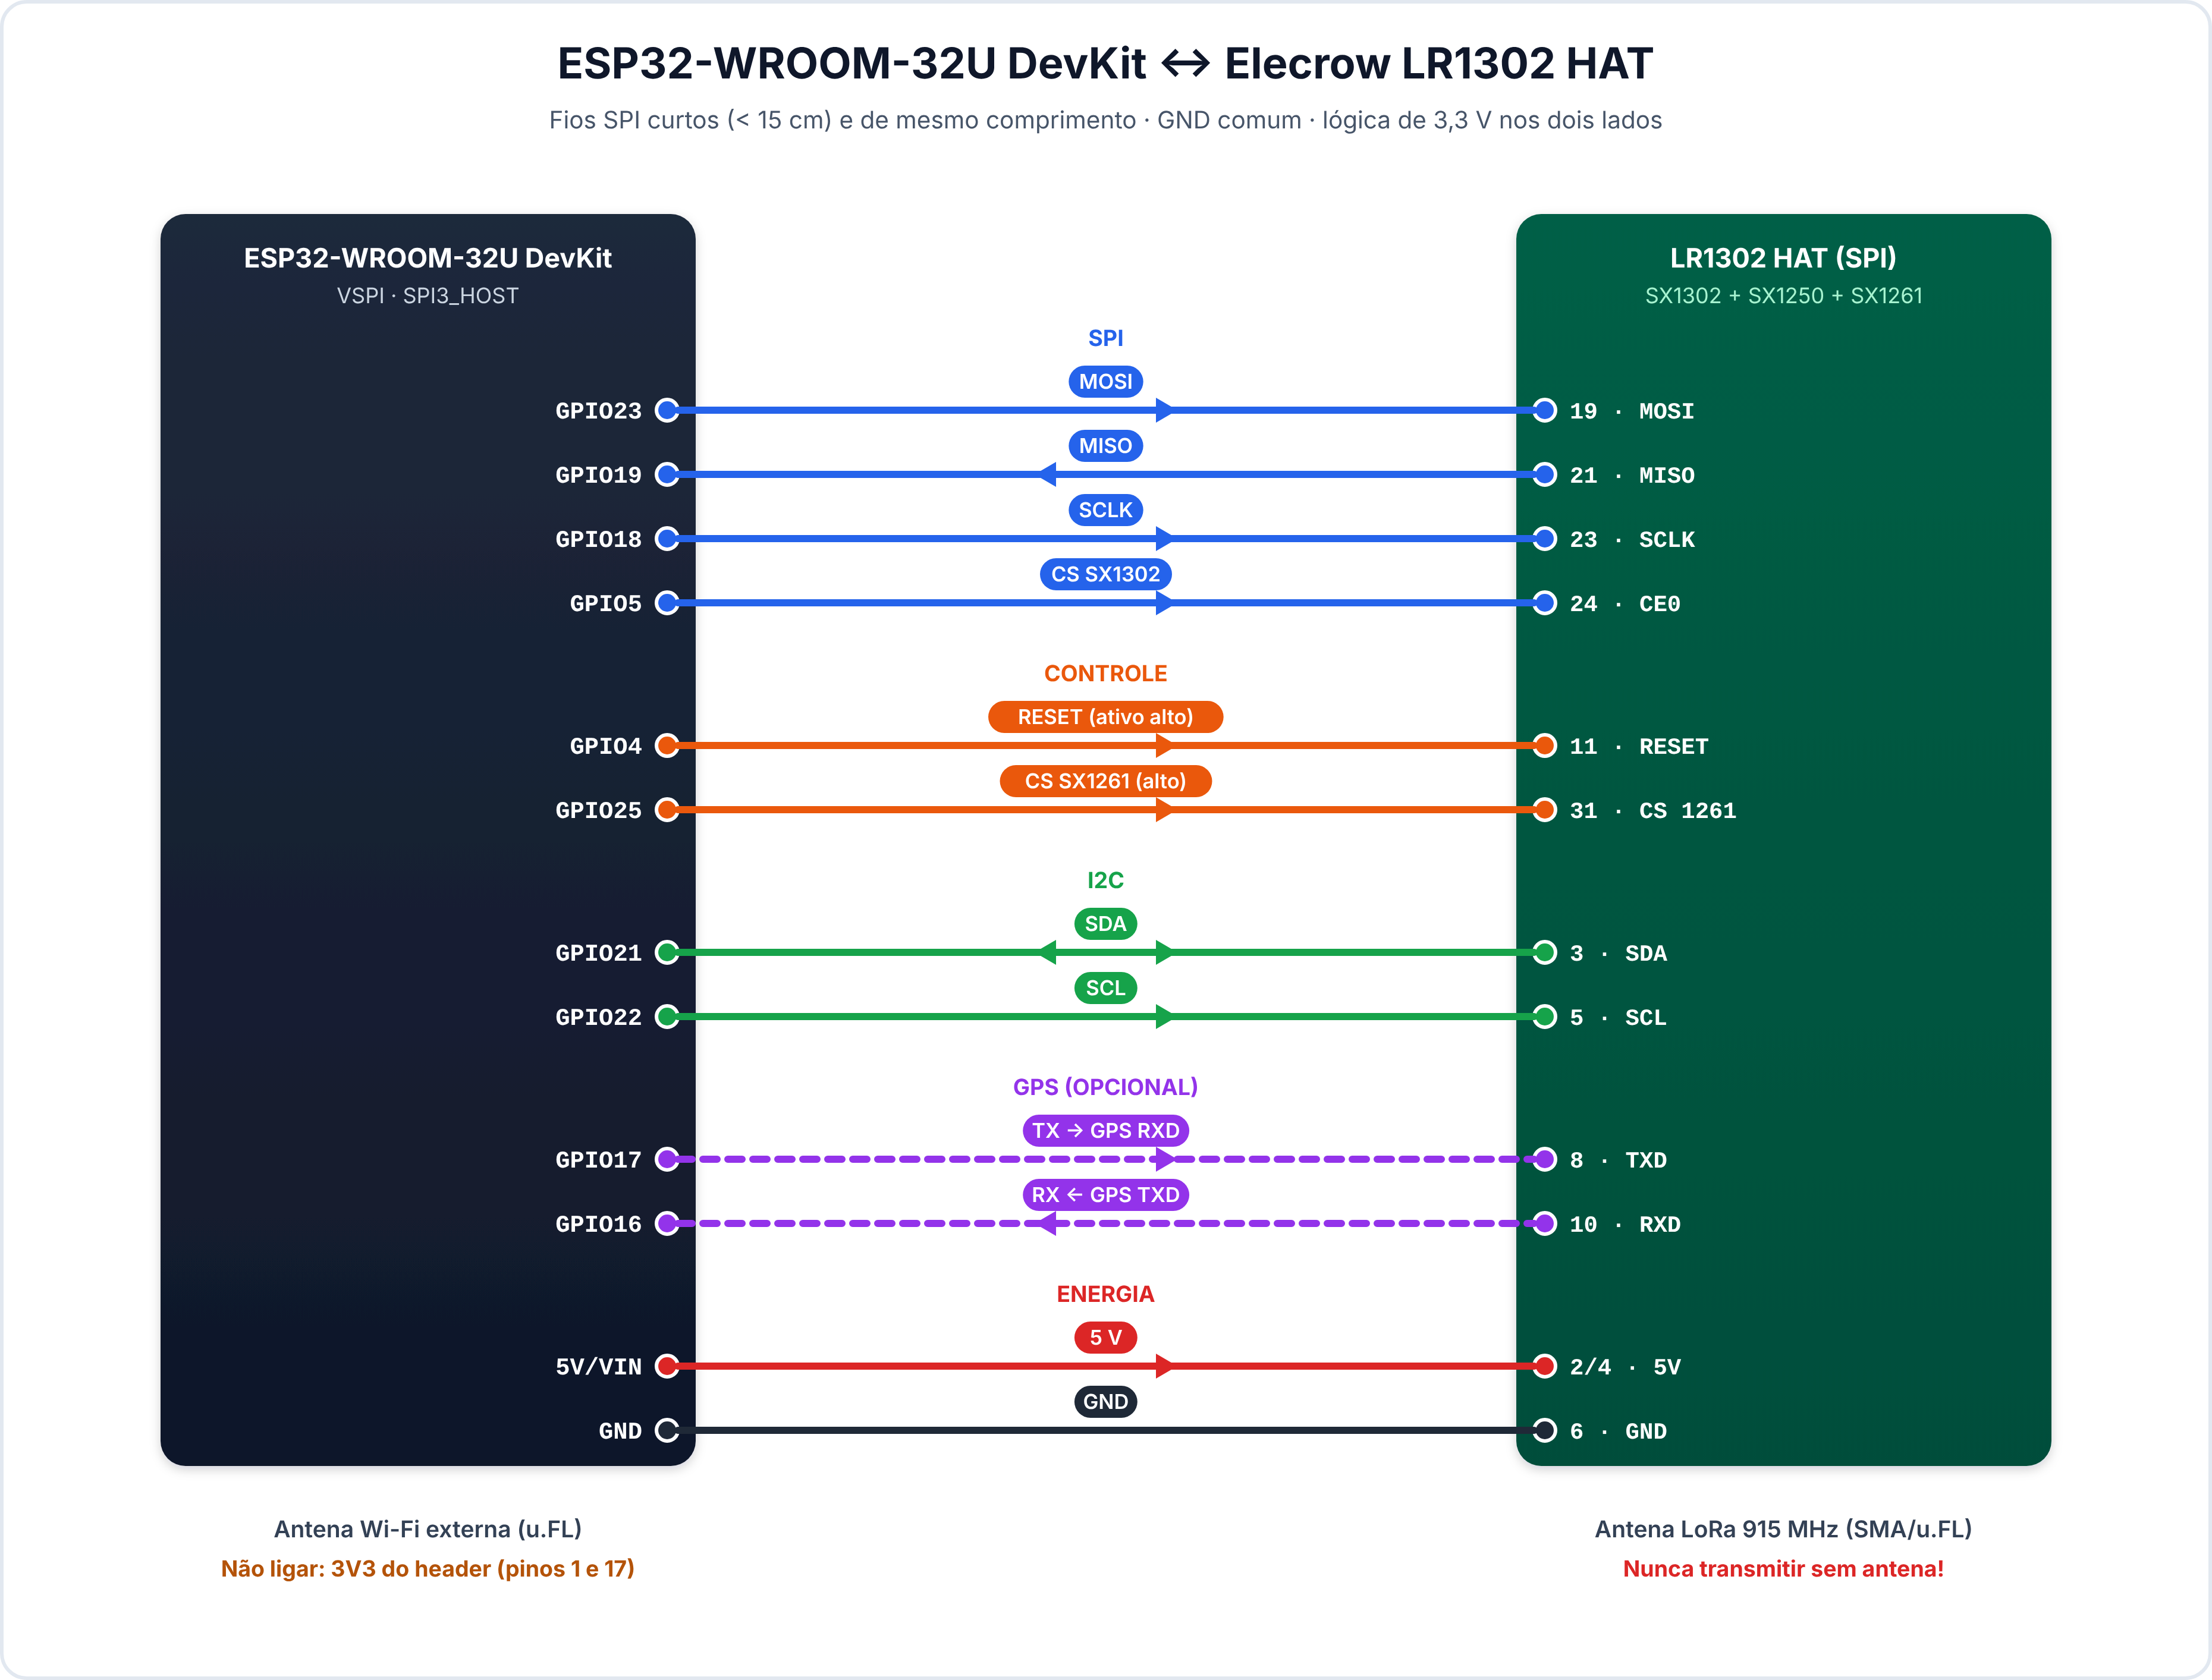 ESP32-WROOM-32U DevKit ↔ Elecrow LR1302 HAT
Fios SPI curtos (< 15 cm) e de mesmo comprimento · GND comum · lógica de 3,3 V nos dois lados
ESP32-WROOM-32U DevKit
VSPI · SPI3_HOST
LR1302 HAT (SPI)
SX1302 + SX1250 + SX1261
SPI
MOSI
GPIO23
19 · MOSI
MISO
GPIO19
21 · MISO
SCLK
GPIO18
23 · SCLK
CS SX1302
GPIO5
24 · CE0
CONTROLE
RESET (ativo alto)
GPIO4
11 · RESET
CS SX1261 (alto)
GPIO25
31 · CS 1261
I2C
SDA
GPIO21
3 · SDA
SCL
GPIO22
5 · SCL
GPS (OPCIONAL)
TX → GPS RXD
GPIO17
8 · TXD
RX ← GPS TXD
GPIO16
10 · RXD
ENERGIA
5 V
5V/VIN
2/4 · 5V
GND
GND
6 · GND
Antena Wi-Fi externa (u.FL)
Não ligar: 3V3 do header (pinos 1 e 17)
Antena LoRa 915 MHz (SMA/u.FL)
Nunca transmitir sem antena!